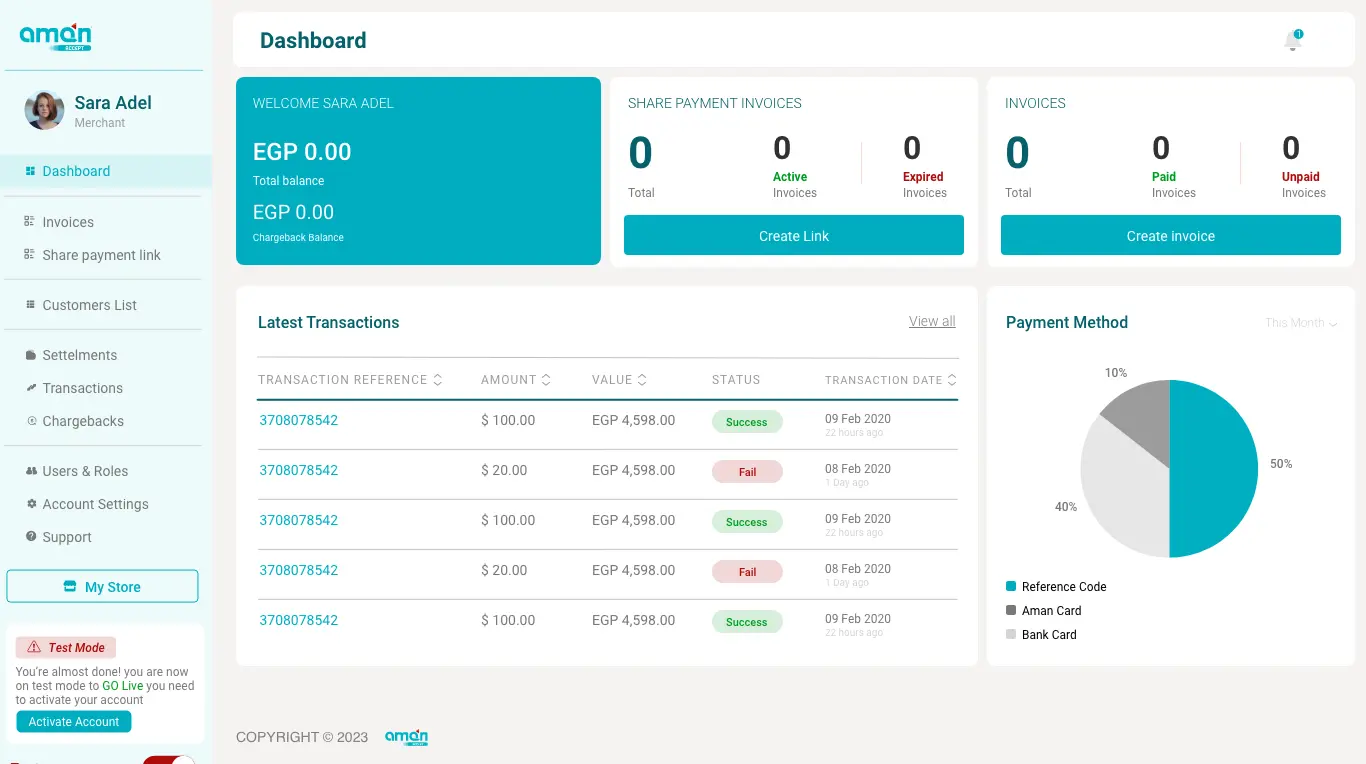 aman
ACCEPT
Sara Adel
Merchant
Dashboard
Invoices
Share payment link
Customers List
Settelments
Transactions
Chargebacks
Users & Roles
Account Settings
Support
My Store
Test Mode
You're almost done! you are now
on test mode to GO Live you need
to activate your account
Activate Account
Dashboard
1
WELCOME SARA ADEL
EGP 0.00
Total balance
EGP 0.00
Chargeback Balance
SHARE PAYMENT INVOICES
0 0 0
Total Active Invoices Expired Invoices
Create Link
INVOICES
0 0 0
Total Paid Invoices Unpaid Invoices
Create invoice
Latest Transactions View all
TRANSACTION REFERENCE AMOUNT VALUE STATUS TRANSACTION DATE
3708078542 $ 100.00 EGP 4,598.00 Success 09 Feb 2020
22 hours ago
3708078542 $ 20.00 EGP 4,598.00 Fail 08 Feb 2020
1 Day ago
3708078542 $ 100.00 EGP 4,598.00 Success 09 Feb 2020
22 hours ago
3708078542 $ 20.00 EGP 4,598.00 Fail 08 Feb 2020
1 Day ago
3708078542 $ 100.00 EGP 4,598.00 Success 09 Feb 2020
22 hours ago
Payment Method This Month
10%
50%
40%
Reference Code
Aman Card
Bank Card
COPYRIGHT © 2023 aman